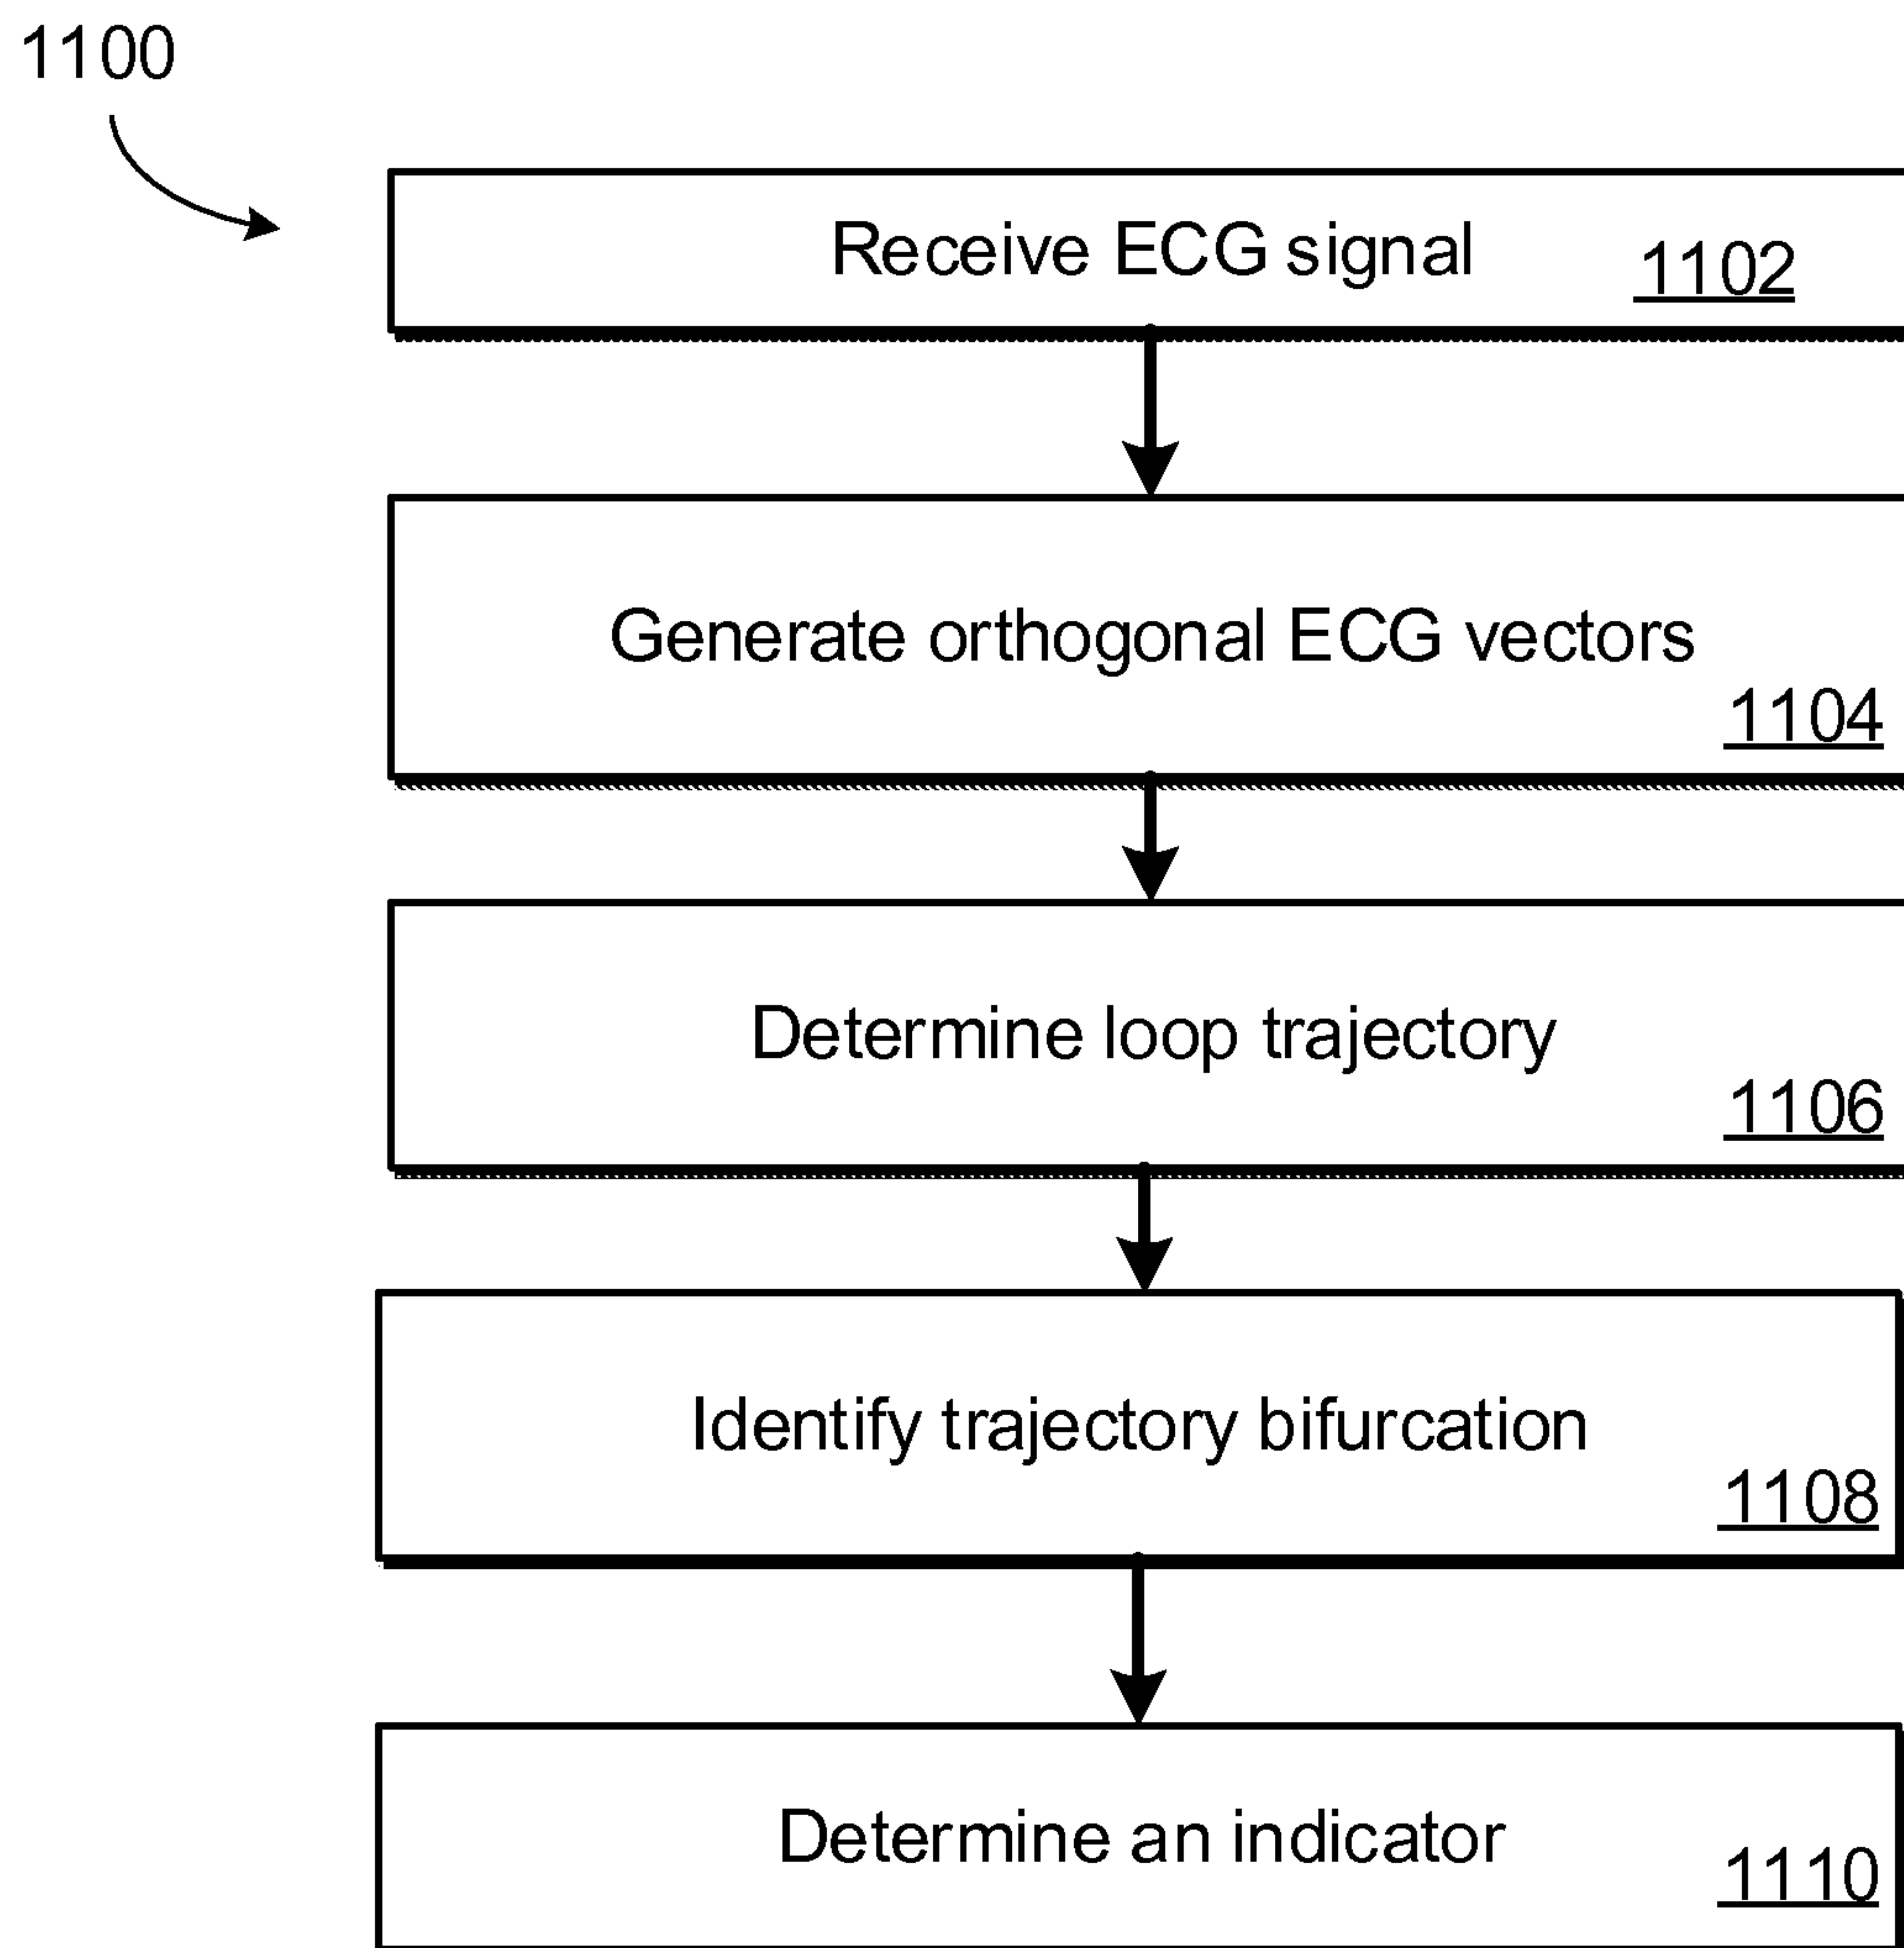 1100
Receive ECG signal
1102
Generate orthogonal ECG vectors
1104
Determine loop trajectory
1106
Identify trajectory bifurcation
1108
Determine an indicator
1110